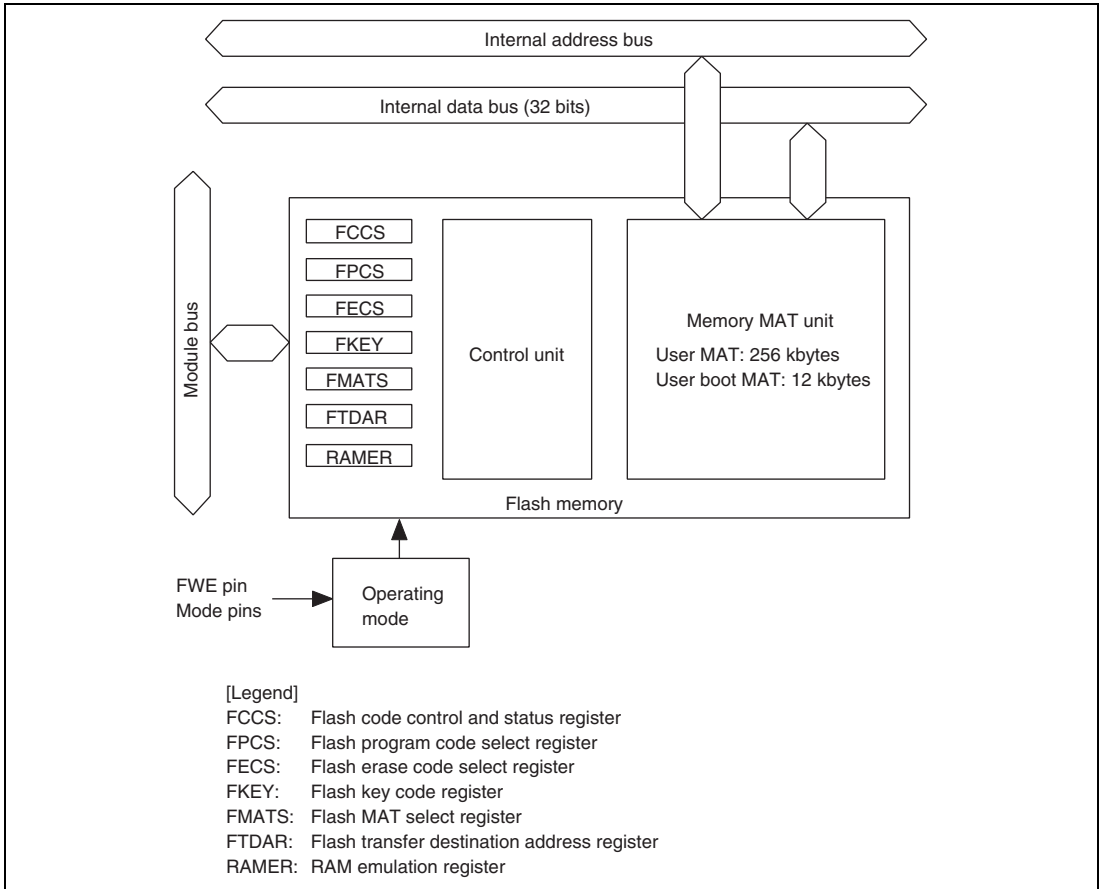 Internal address bus
Internal data bus (32 bits)
Module bus
FCCS
FPCS
FECS
FKEY
FMATS
FTDAR
RAMER
Control unit
Memory MAT unit
User MAT: 256 kbytes
User boot MAT: 12 kbytes
Flash memory
FWE pin
Mode pins
Operating
mode
[Legend]
FCCS: Flash code control and status register
FPCS: Flash program code select register
FECS: Flash erase code select register
FKEY: Flash key code register
FMATS: Flash MAT select register
FTDAR: Flash transfer destination address register
RAMER: RAM emulation register